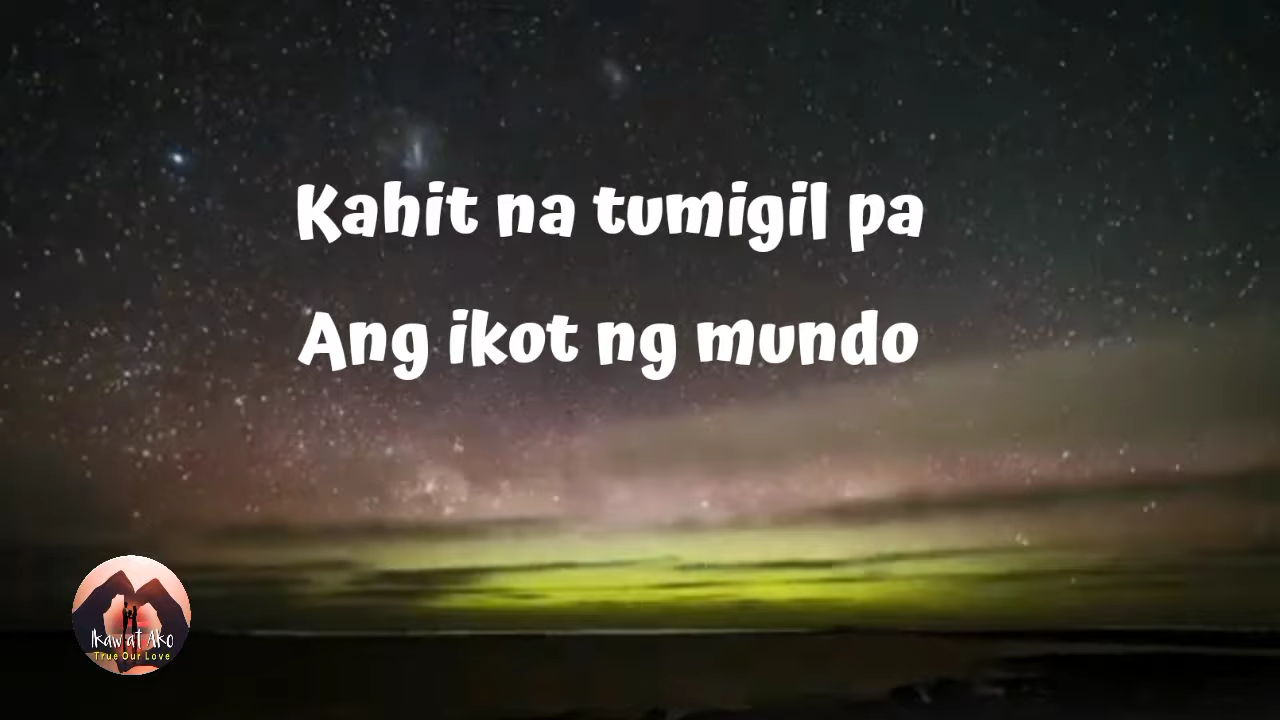 Kahit na tumigil pa
Ang ikot ng mundo
Ikaw at Ako
True Our Love